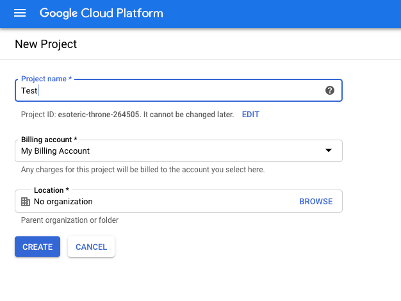 Google Cloud Platform
New Project
Project name *
Test
Project ID: esoteric-throne-264505. It cannot be changed later. EDIT
Billing account *
My Billing Account
Any charges for this project will be billed to the account you select here.
Location *
No organization BROWSE
Parent organization or folder
CREATE CANCEL